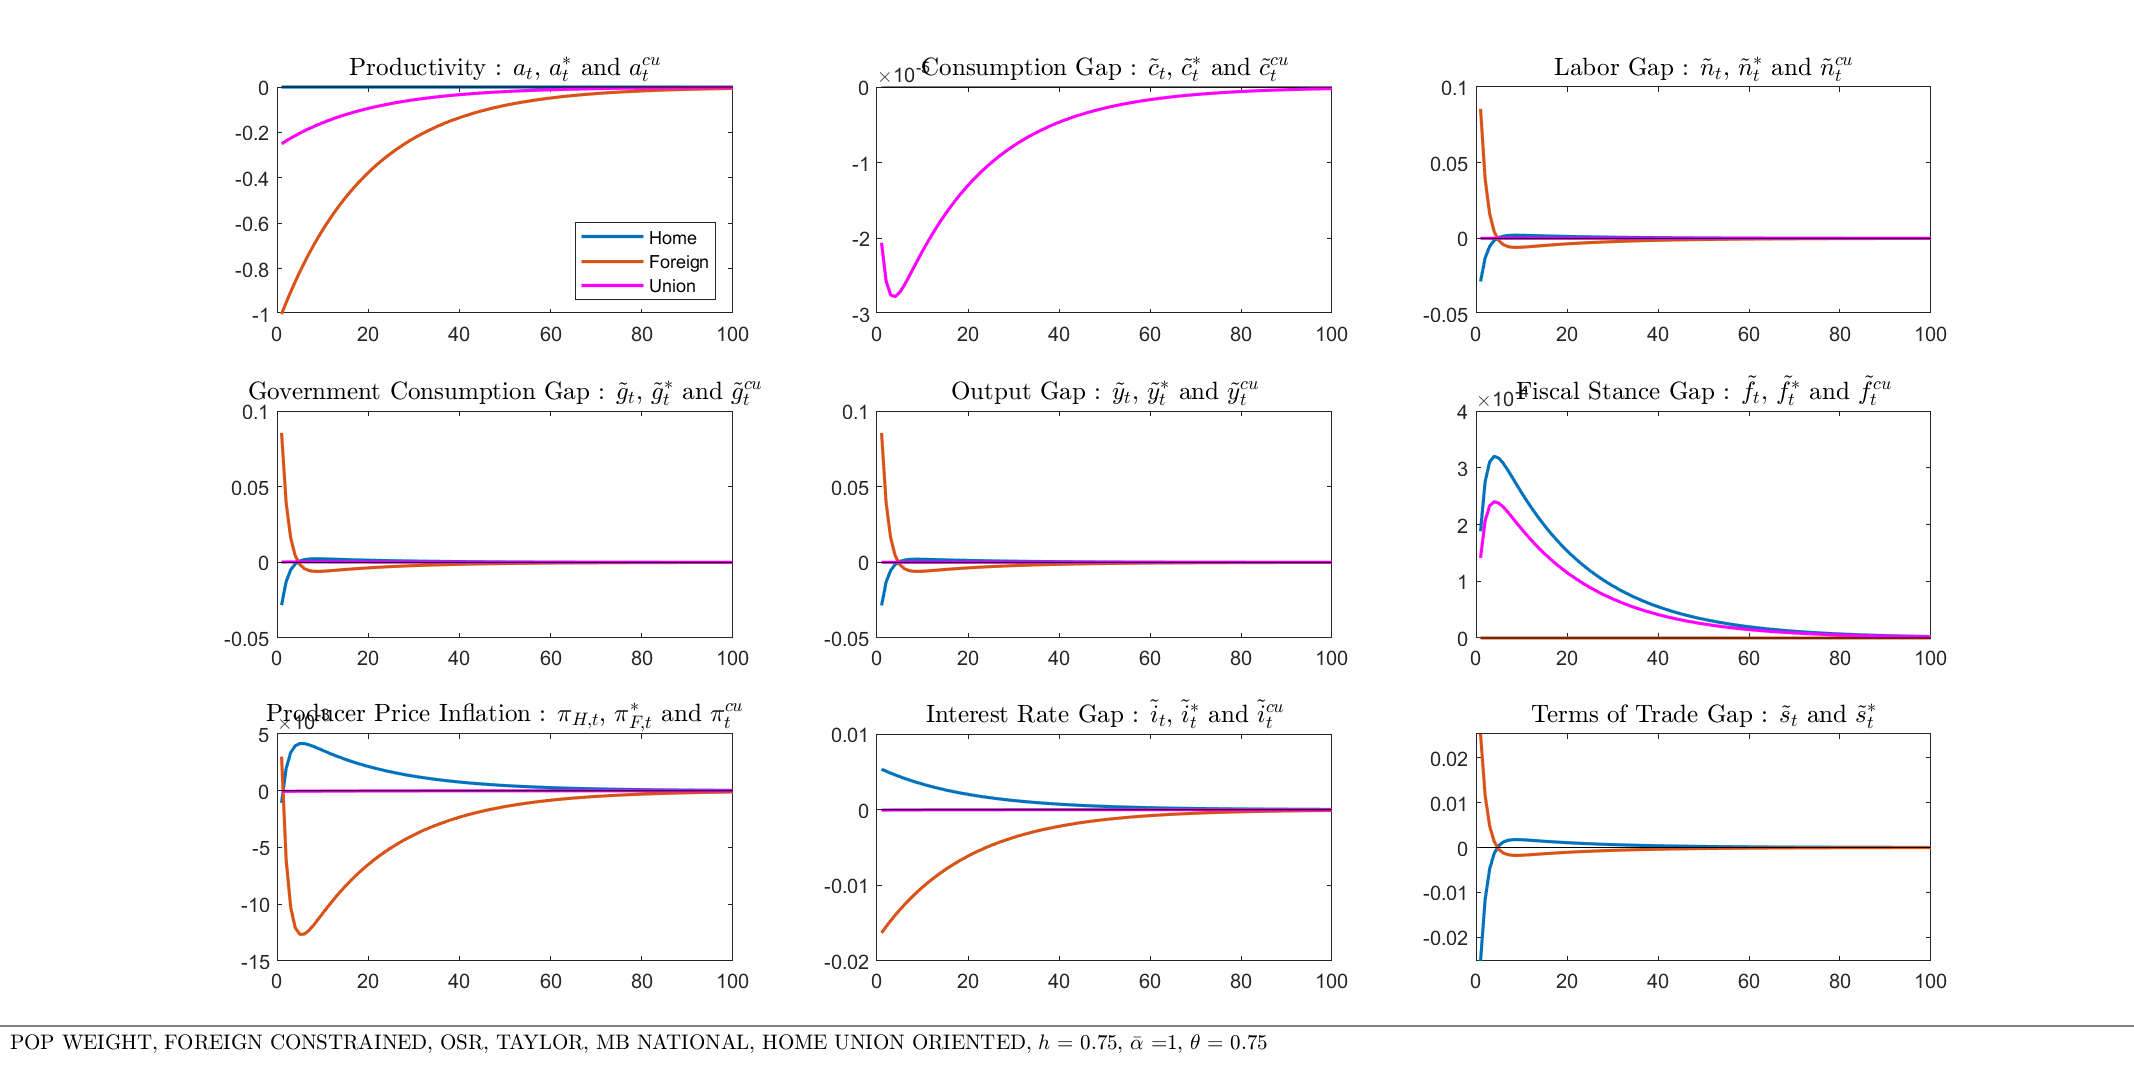 Productivity : a_t, a_t^* and a_t^{cu}
0
-0.2
-0.4
-0.6
-0.8
-1
0 20 40 60 80 100
Home
Foreign
Union
Consumption Gap : c̃_t, c̃_t^* and c̃_t^{cu}
0
-1
-2
-3
0 20 40 60 80 100
Labor Gap : ñ_t, ñ_t^* and ñ_t^{cu}
0.1
0.05
0
-0.05
0 20 40 60 80 100
Government Consumption Gap : g̃_t, g̃_t^* and g̃_t^{cu}
0.1
0.05
0
-0.05
0 20 40 60 80 100
Output Gap : ỹ_t, ỹ_t^* and ỹ_t^{cu}
0.1
0.05
0
-0.05
0 20 40 60 80 100
Fiscal Stance Gap : f̃_t, f̃_t^* and f̃_t^{cu}
4
3
2
1
0
0 20 40 60 80 100
Producer Price Inflation : π_{H,t}, π_{F,t}^* and π_t^{cu}
5
0
-5
-10
-15
0 20 40 60 80 100
Interest Rate Gap : ĩ_t, ĩ_t^* and ĩ_t^{cu}
0.01
0
-0.01
-0.02
0 20 40 60 80 100
Terms of Trade Gap : s̃_t and s̃_t^*
0.02
0.01
0
-0.01
-0.02
0 20 40 60 80 100
POP WEIGHT, FOREIGN CONSTRAINED, OSR, TAYLOR, MB NATIONAL, HOME UNION ORIENTED, h = 0.75, ᾱ =1, θ = 0.75